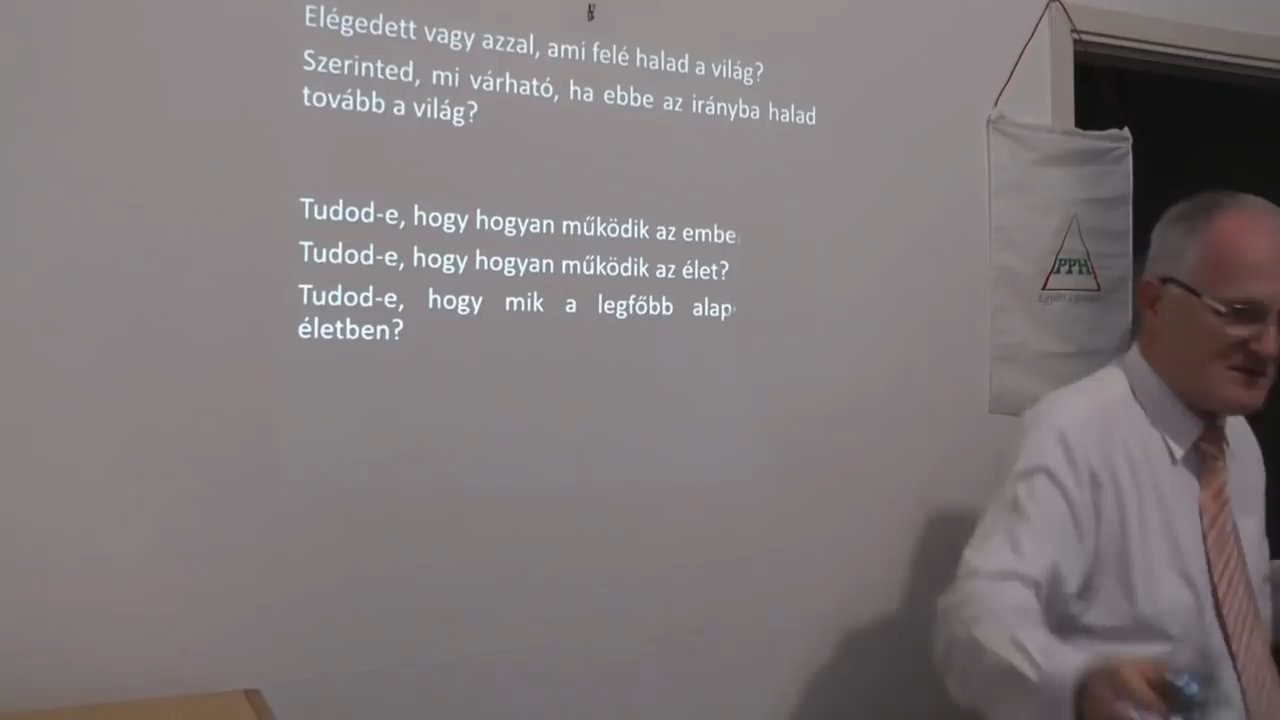 Elégedett vagy azzal, ami felé halad a világ?
Szerinted, mi várható, ha ebbe az irányba halad
tovább a világ?
Tudod-e, hogy hogyan működik az embe
Tudod-e, hogy hogyan működik az élet?
Tudod-e, hogy mik a legfőbb alap
életben?
PPH